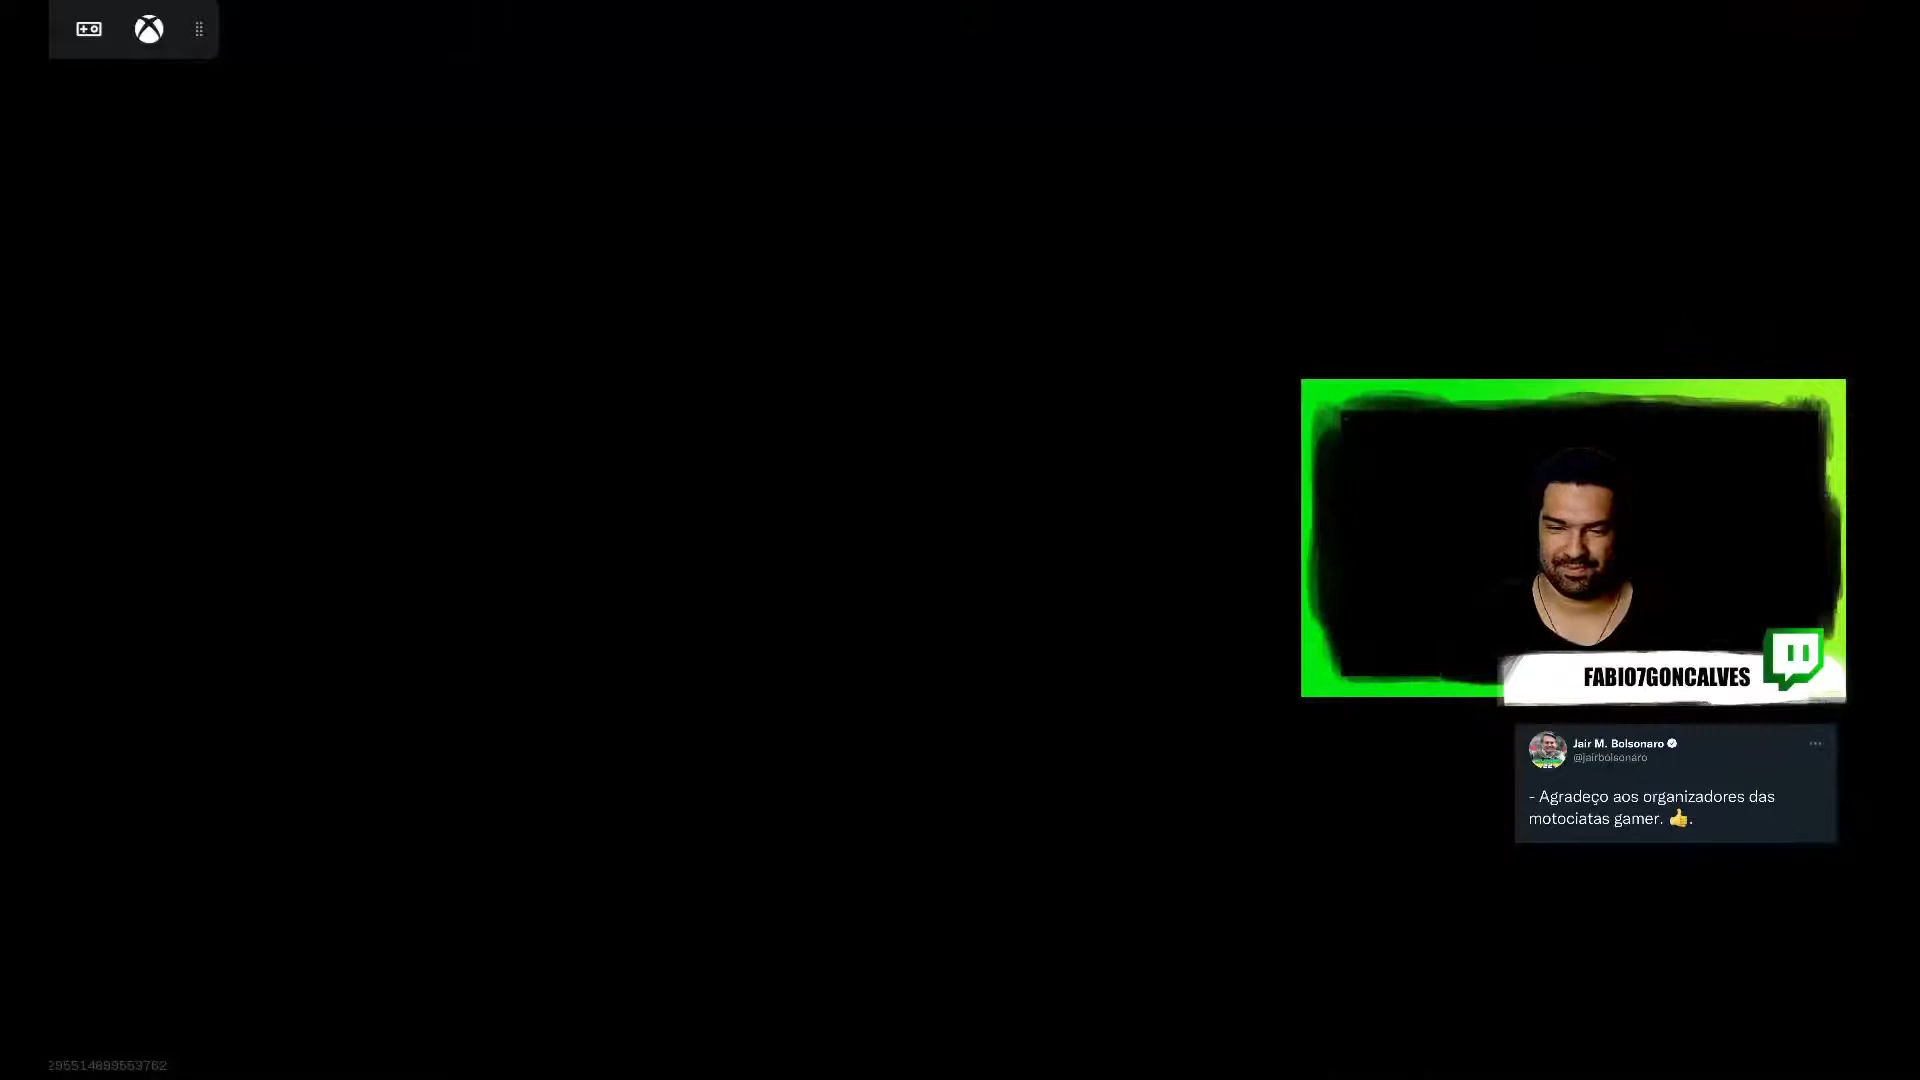 FABIO7GONCALVES
Jair M. Bolsonaro
@jairbolsonaro
- Agradeço aos organizadores das
motociatas gamer. 👍.
295514899553762